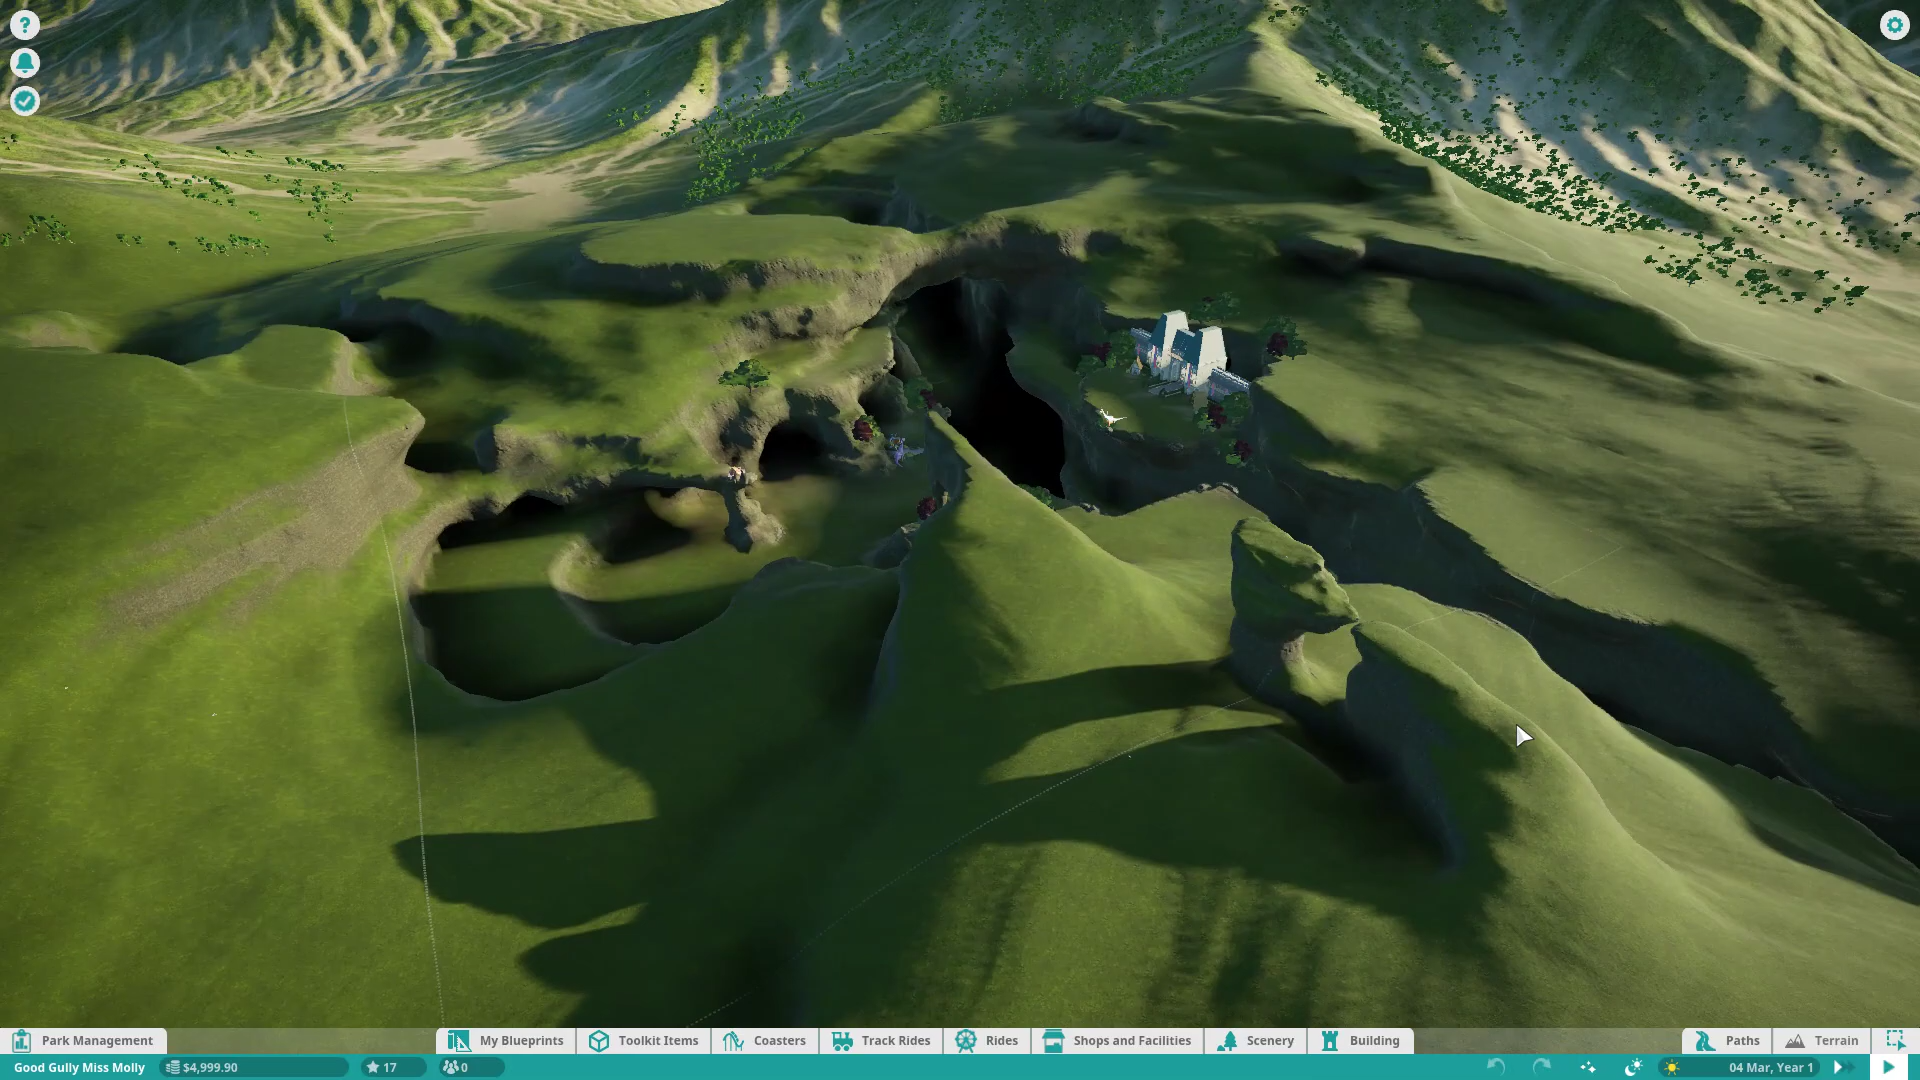 ?
Park Management
My Blueprints
Toolkit Items
Coasters
Track Rides
Rides
Shops and Facilities
Scenery
Building
Paths
Terrain
Good Gully Miss Molly
$4,999.90
17
0
04 Mar, Year 1